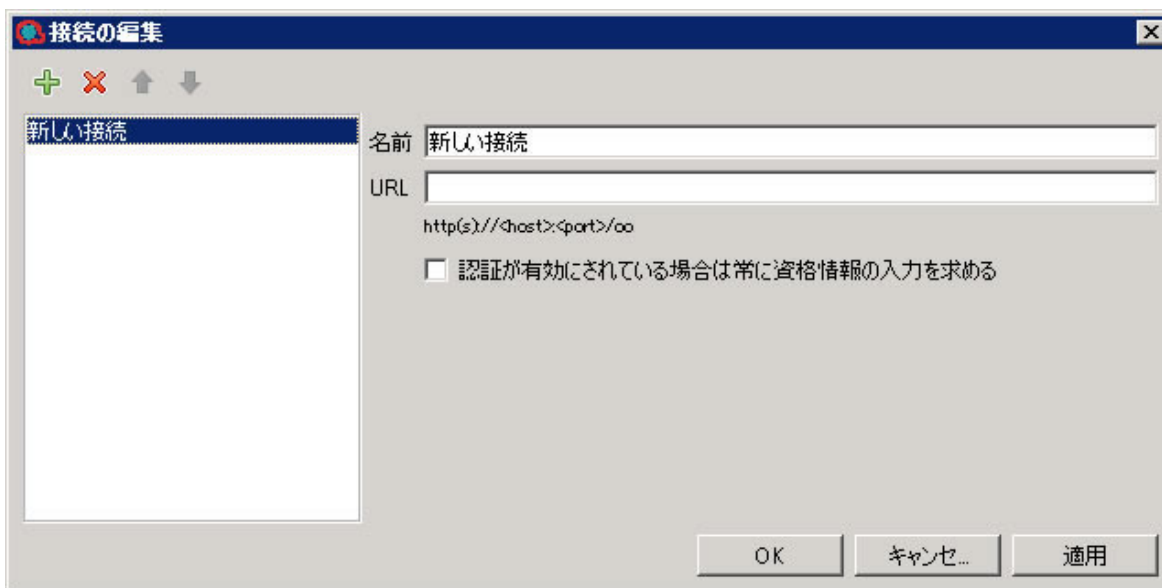 接続の編集
新しい接続
名前 新しい接続
URL
http(s)://<host>:<port>/oo
認証が有効にされている場合は常に資格情報の入力を求める
OK キャンセ... 適用